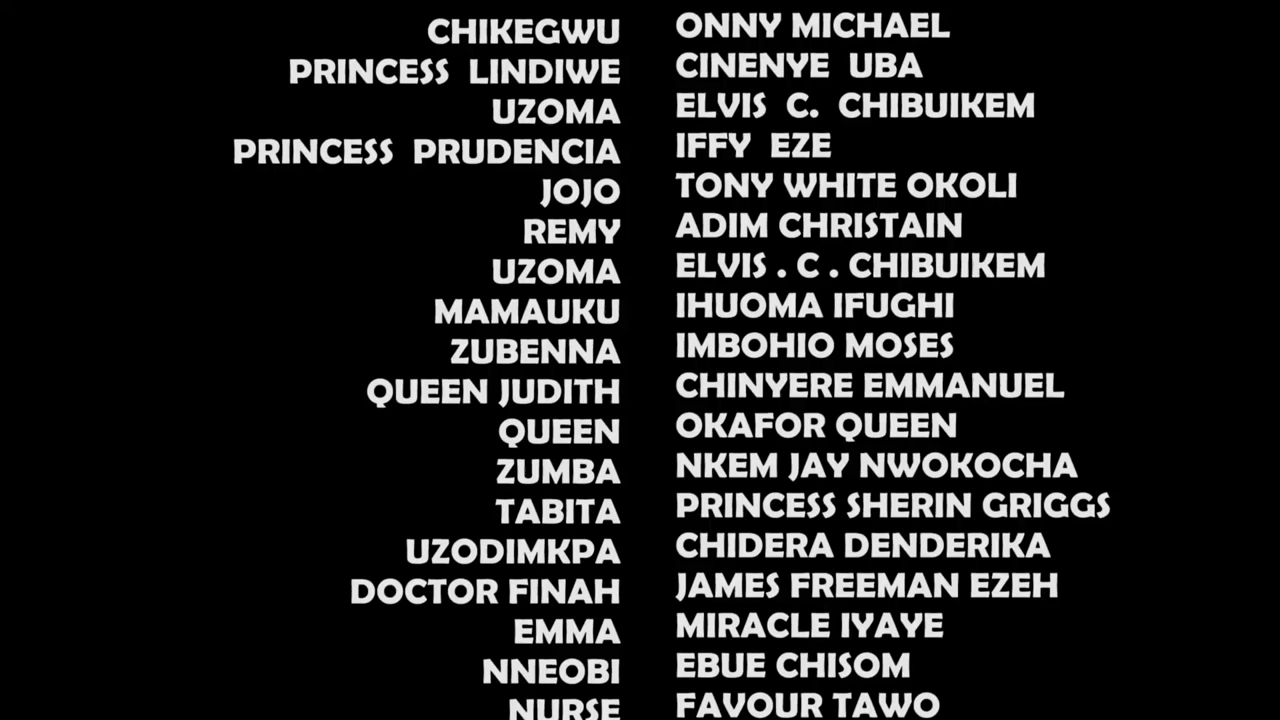 CHIKEGWU ONNY MICHAEL
PRINCESS LINDIWE CINENYE UBA
UZOMA ELVIS C. CHIBUIKEM
PRINCESS PRUDENCIA IFFY EZE
JOJO TONY WHITE OKOLI
REMY ADIM CHRISTAIN
UZOMA ELVIS . C . CHIBUIKEM
MAMAUKU IHUOMA IFUGHI
ZUBENNA IMBOHIO MOSES
QUEEN JUDITH CHINYERE EMMANUEL
QUEEN OKAFOR QUEEN
ZUMBA NKEM JAY NWOKOCHA
TABITA PRINCESS SHERIN GRIGGS
UZODIMKPA CHIDERA DENDERIKA
DOCTOR FINAH JAMES FREEMAN EZEH
EMMA MIRACLE IYAYE
NNEOBI EBUE CHISOM
NURSE FAVOUR TAWO